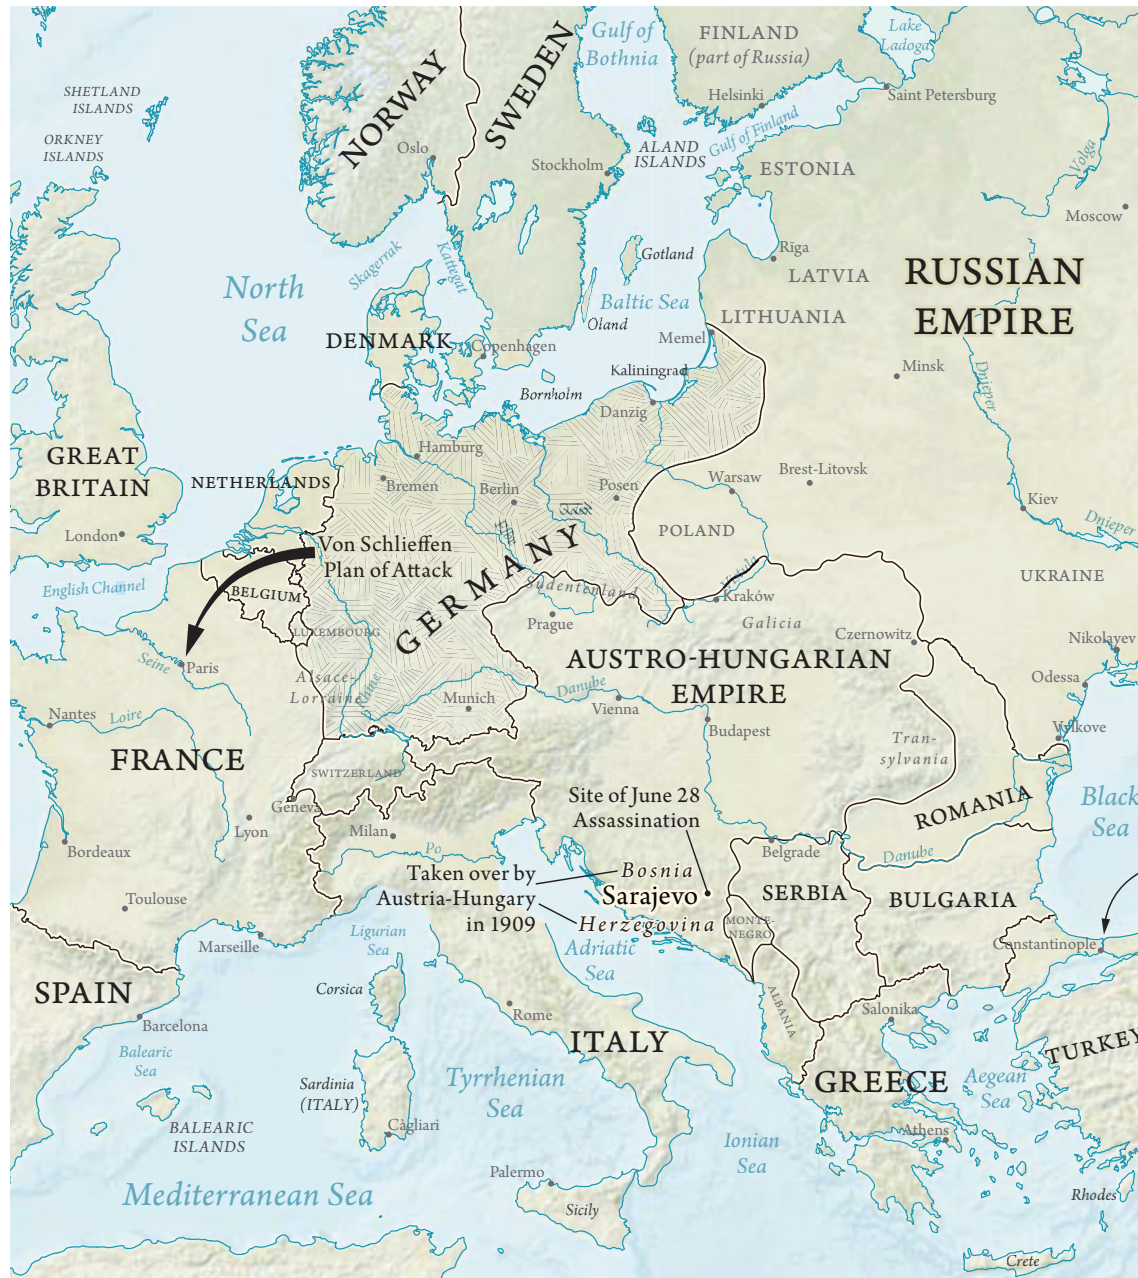 Gulf of
Bothnia
FINLAND
(part of Russia)
Lake
Ladoga
NORWAY
SWEDEN
SHETLAND
ISLANDS
ORKNEY
ISLANDS
Helsinki
Saint Petersburg
Gulf of Finland
Oslo
Stockholm
ALAND
ISLANDS
ESTONIA
Volga
Moscow
Skagerrak
Kattegat
Gotland
Rīga
LATVIA
RUSSIAN
EMPIRE
North
Sea
Baltic Sea
Oland
LITHUANIA
DENMARK
Copenhagen
Memel
Kaliningrad
Minsk
Dnieper
Bornholm
Danzig
Hamburg
GREAT
BRITAIN
NETHERLANDS
Bremen
Berlin
Posen
Warsaw
Brest-Litovsk
Kiev
Dnieper
London
POLAND
Von Schlieffen
Plan of Attack
GERMANY
Sudentenland
Vistula
Kraków
UKRAINE
English Channel
BELGIUM
LUXEMBOURG
Prague
Galicia
Czernowitz
Nikolayev
Seine
Paris
AUSTRO-HUNGARIAN
EMPIRE
Alsace-
Lorraine
Rhine
Munich
Danube
Vienna
Odessa
Nantes
Loire
Budapest
Tran-
sylvania
Vylkove
FRANCE
SWITZERLAND
Geneva
Lyon
Milan
Site of June 28
Assassination
ROMANIA
Black
Sea
Bordeaux
Po
Belgrade
Danube
Taken over by
Austria-Hungary
in 1909
Bosnia
Sarajevo
Herzegovina
SERBIA
BULGARIA
MONTE-
NEGRO
Toulouse
Marseille
Ligurian
Sea
Adriatic
Sea
Constantinople
SPAIN
Corsica
Rome
ALBANIA
Salonika
Barcelona
ITALY
TURKEY
Balearic
Sea
Sardinia
(ITALY)
Tyrrhenian
Sea
GREECE
Aegean
Sea
BALEARIC
ISLANDS
Càgliari
Ionian
Sea
Athens
Palermo
Mediterranean Sea
Sicily
Rhodes
Crete